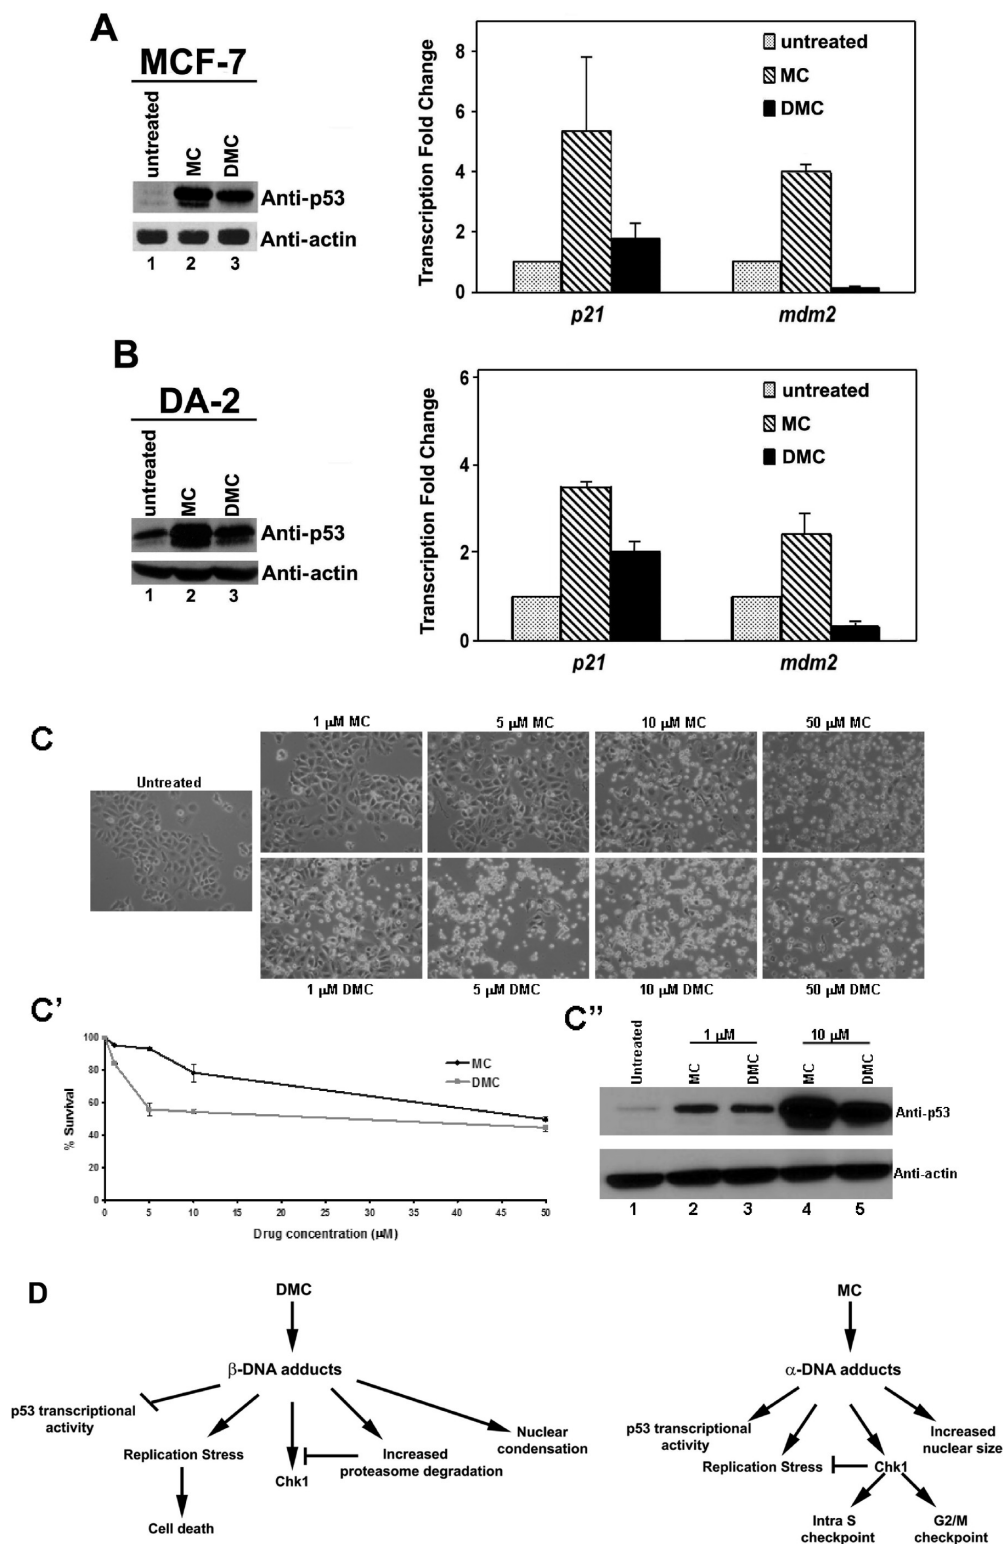 A
MCF-7
untreated
MC
DMC
Anti-p53
Anti-actin
1 2 3
Transcription Fold Change
8
6
4
2
0
untreated
MC
DMC
p21
mdm2
B
DA-2
untreated
MC
DMC
Anti-p53
Anti-actin
1 2 3
Transcription Fold Change
6
4
2
0
untreated
MC
DMC
p21
mdm2
C
Untreated
1 µM MC
5 µM MC
10 µM MC
50 µM MC
1 µM DMC
5 µM DMC
10 µM DMC
50 µM DMC
C'
% Survival
100
80
60
40
20
0
0 5 10 15 20 25 30 35 40 45 50
Drug concentration (µM)
MC
DMC
C''
Untreated
1 µM
10 µM
MC
DMC
MC
DMC
Anti-p53
Anti-actin
1 2 3 4 5
D
DMC
β-DNA adducts
p53 transcriptional
activity
Replication Stress
Cell death
Chk1
Increased
proteasome degradation
Nuclear
condensation
MC
α-DNA adducts
p53 transcriptional
activity
Replication Stress
Chk1
Increased
nuclear size
Intra S
checkpoint
G2/M
checkpoint